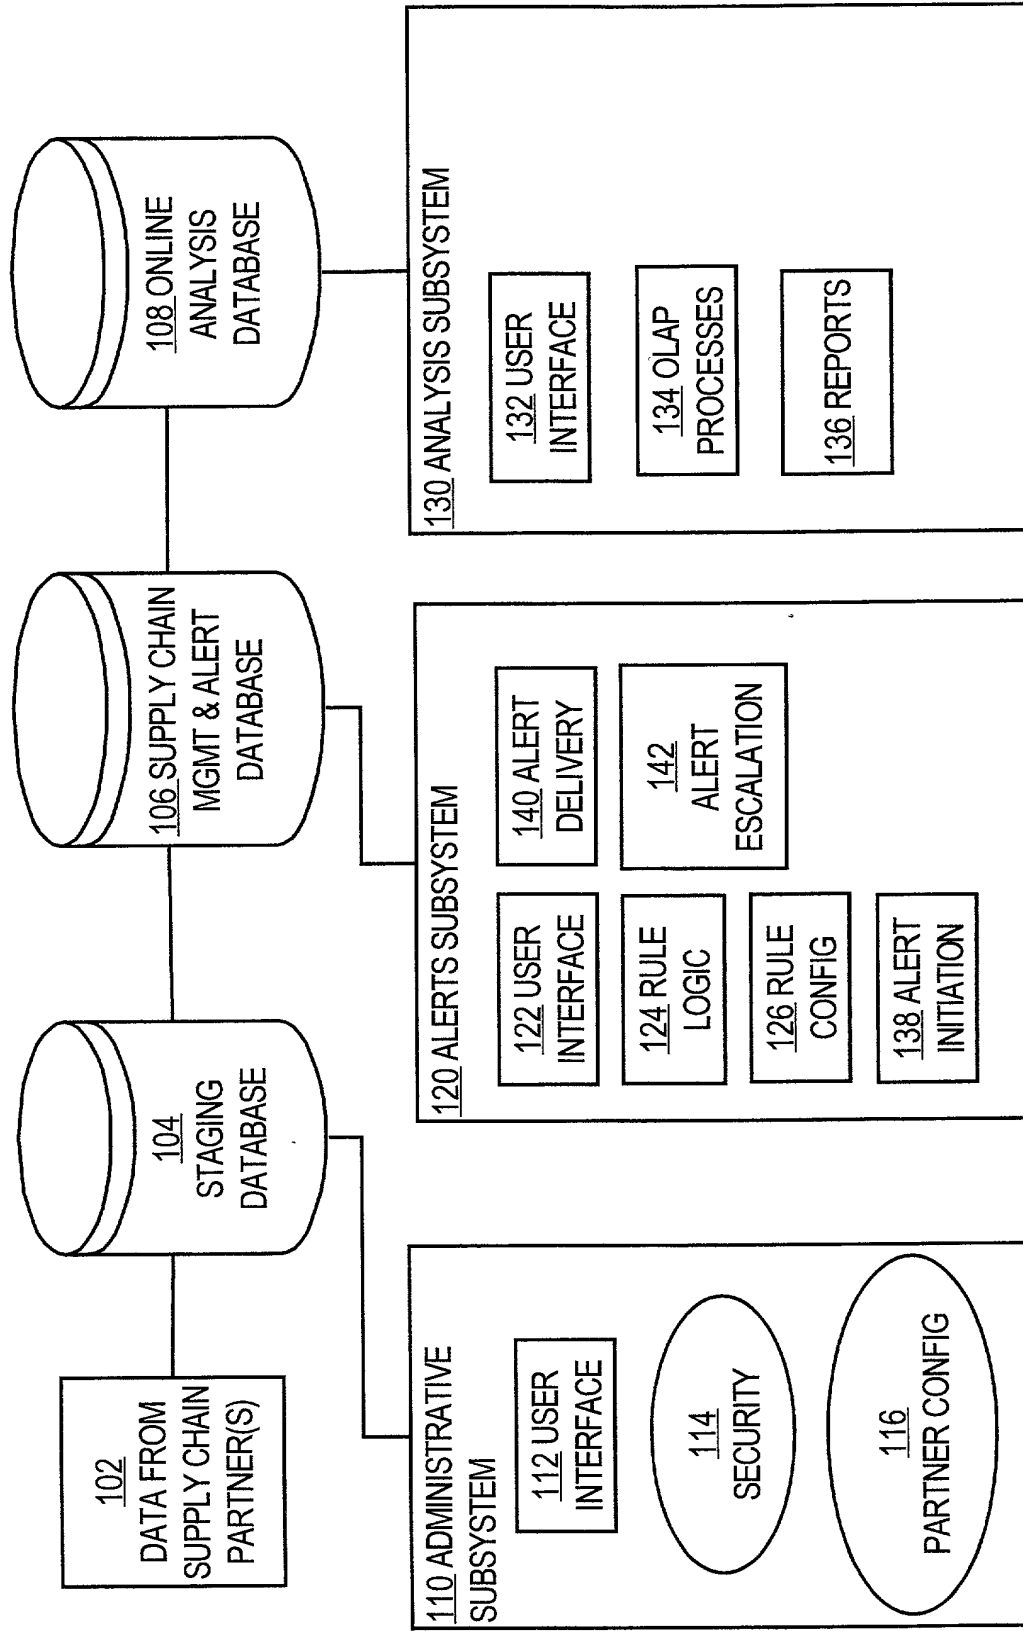 102
DATA FROM
SUPPLY CHAIN
PARTNER(S)
104
STAGING
DATABASE
106 SUPPLY CHAIN
MGMT & ALERT
DATABASE
108 ONLINE
ANALYSIS
DATABASE
110 ADMINISTRATIVE
SUBSYSTEM
112 USER
INTERFACE
114
SECURITY
116
PARTNER CONFIG
120 ALERTS SUBSYSTEM
122 USER
INTERFACE
124 RULE
LOGIC
126 RULE
CONFIG
138 ALERT
INITIATION
140 ALERT
DELIVERY
142
ALERT
ESCALATION
130 ANALYSIS SUBSYSTEM
132 USER
INTERFACE
134 OLAP
PROCESSES
136 REPORTS